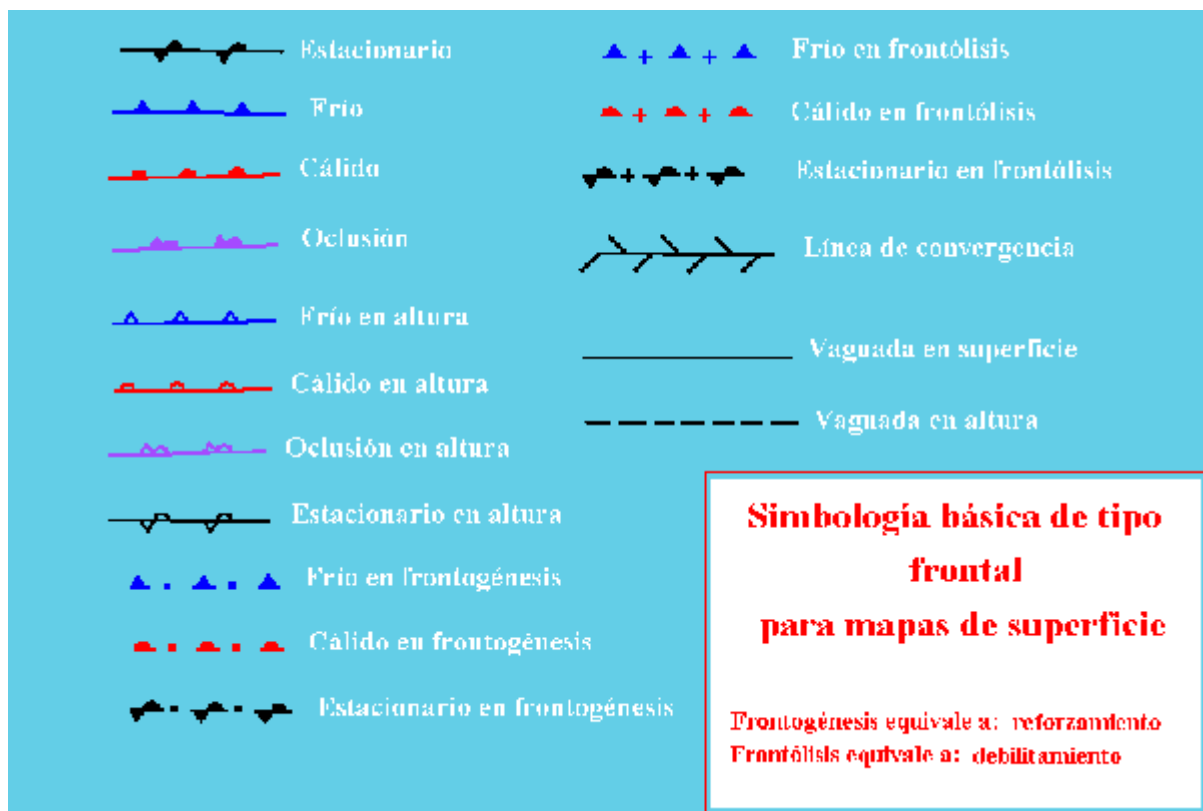 Estacionario
Frío
Cálido
Oclusión
Frío en altura
Cálido en altura
Oclusión en altura
Estacionario en altura
Frío en frontogénesis
Cálido en frontogénesis
Estacionario en frontogénesis
Frío en frontólisis
Cálido en frontólisis
Estacionario en frontólisis
Línea de convergencia
Vaguada en superficie
Vaguada en altura
Simbología básica de tipo
frontal
para mapas de superficie
Frontogénesis equivale a: reforzamiento
Frontólisis equivale a: debilitamiento